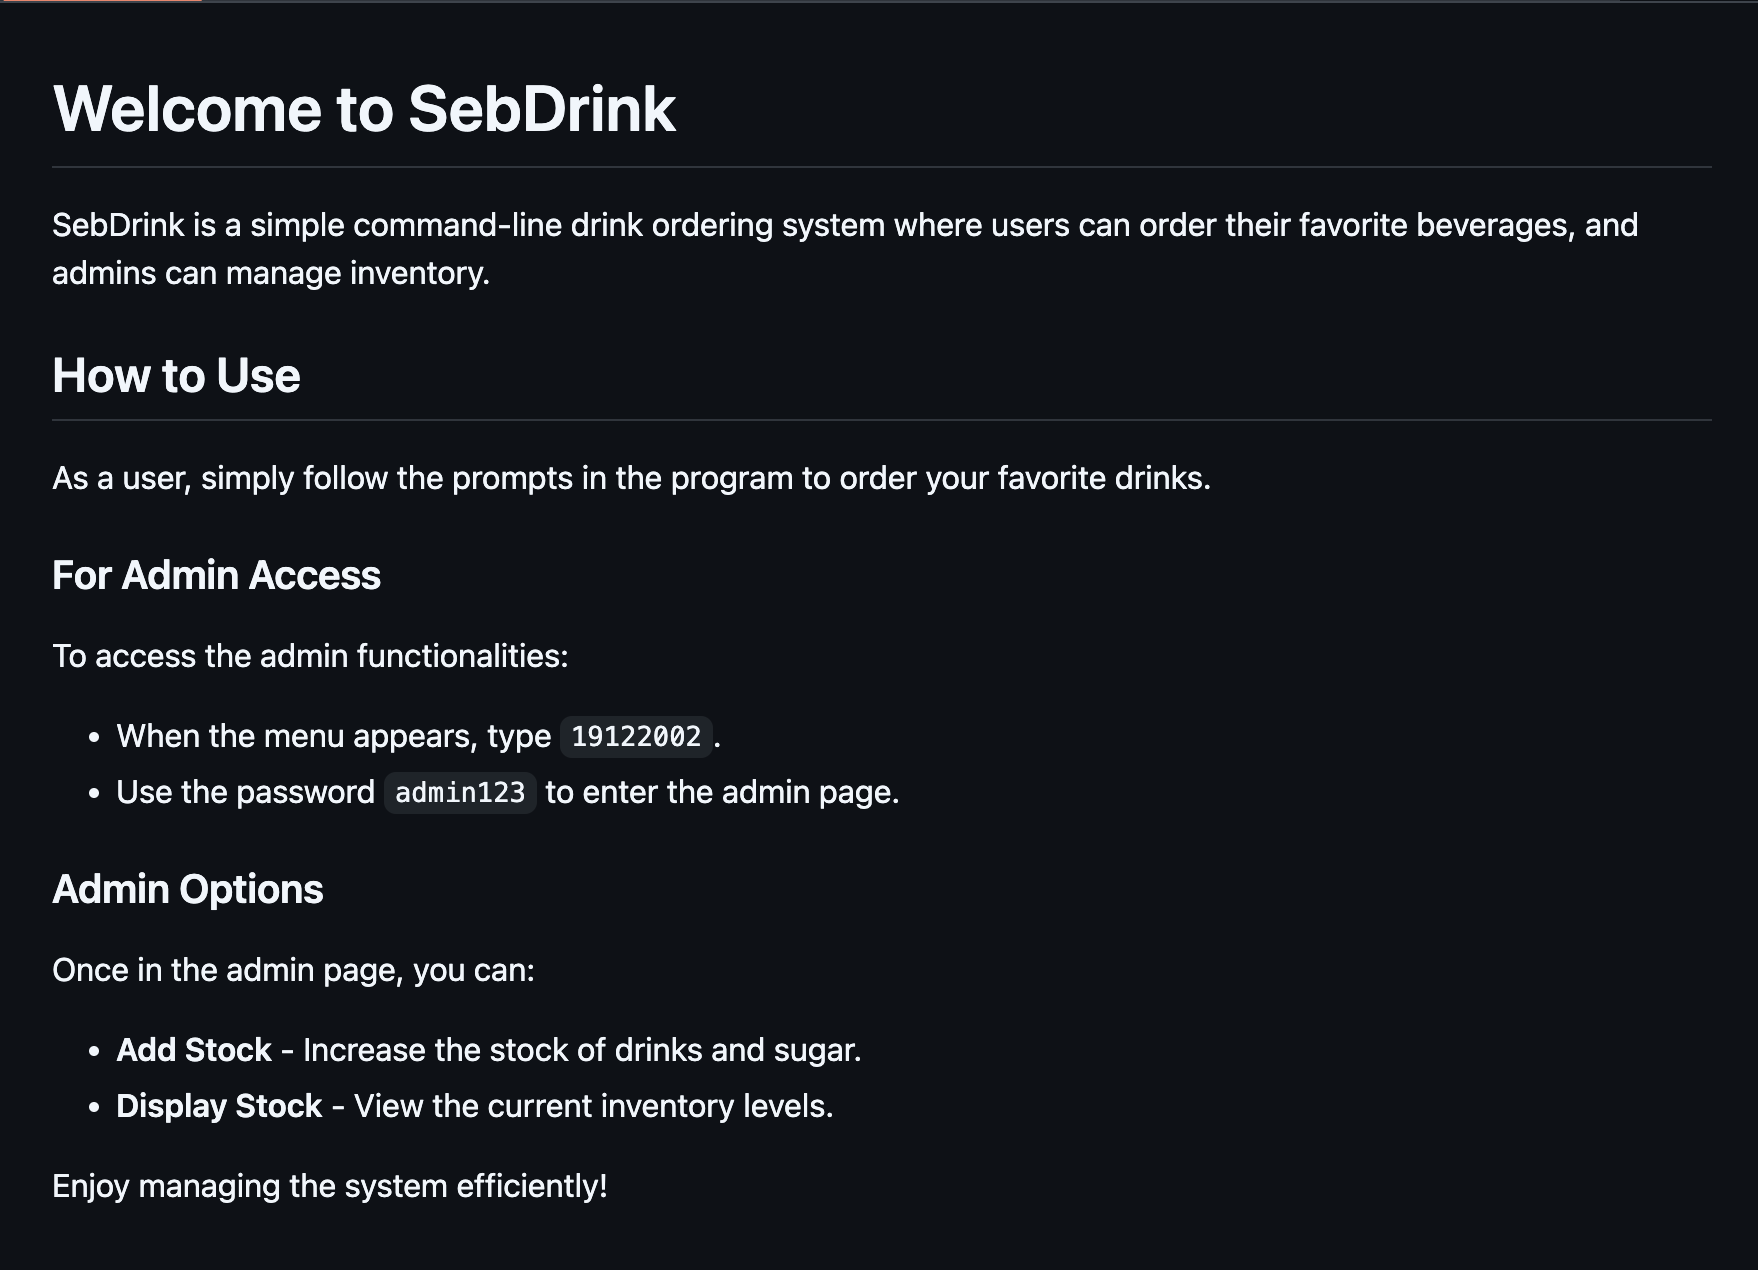 Welcome to SebDrink
SebDrink is a simple command-line drink ordering system where users can order their favorite beverages, and
admins can manage inventory.
How to Use
As a user, simply follow the prompts in the program to order your favorite drinks.
For Admin Access
To access the admin functionalities:
• When the menu appears, type 19122002.
• Use the password admin123 to enter the admin page.
Admin Options
Once in the admin page, you can:
• Add Stock - Increase the stock of drinks and sugar.
• Display Stock - View the current inventory levels.
Enjoy managing the system efficiently!